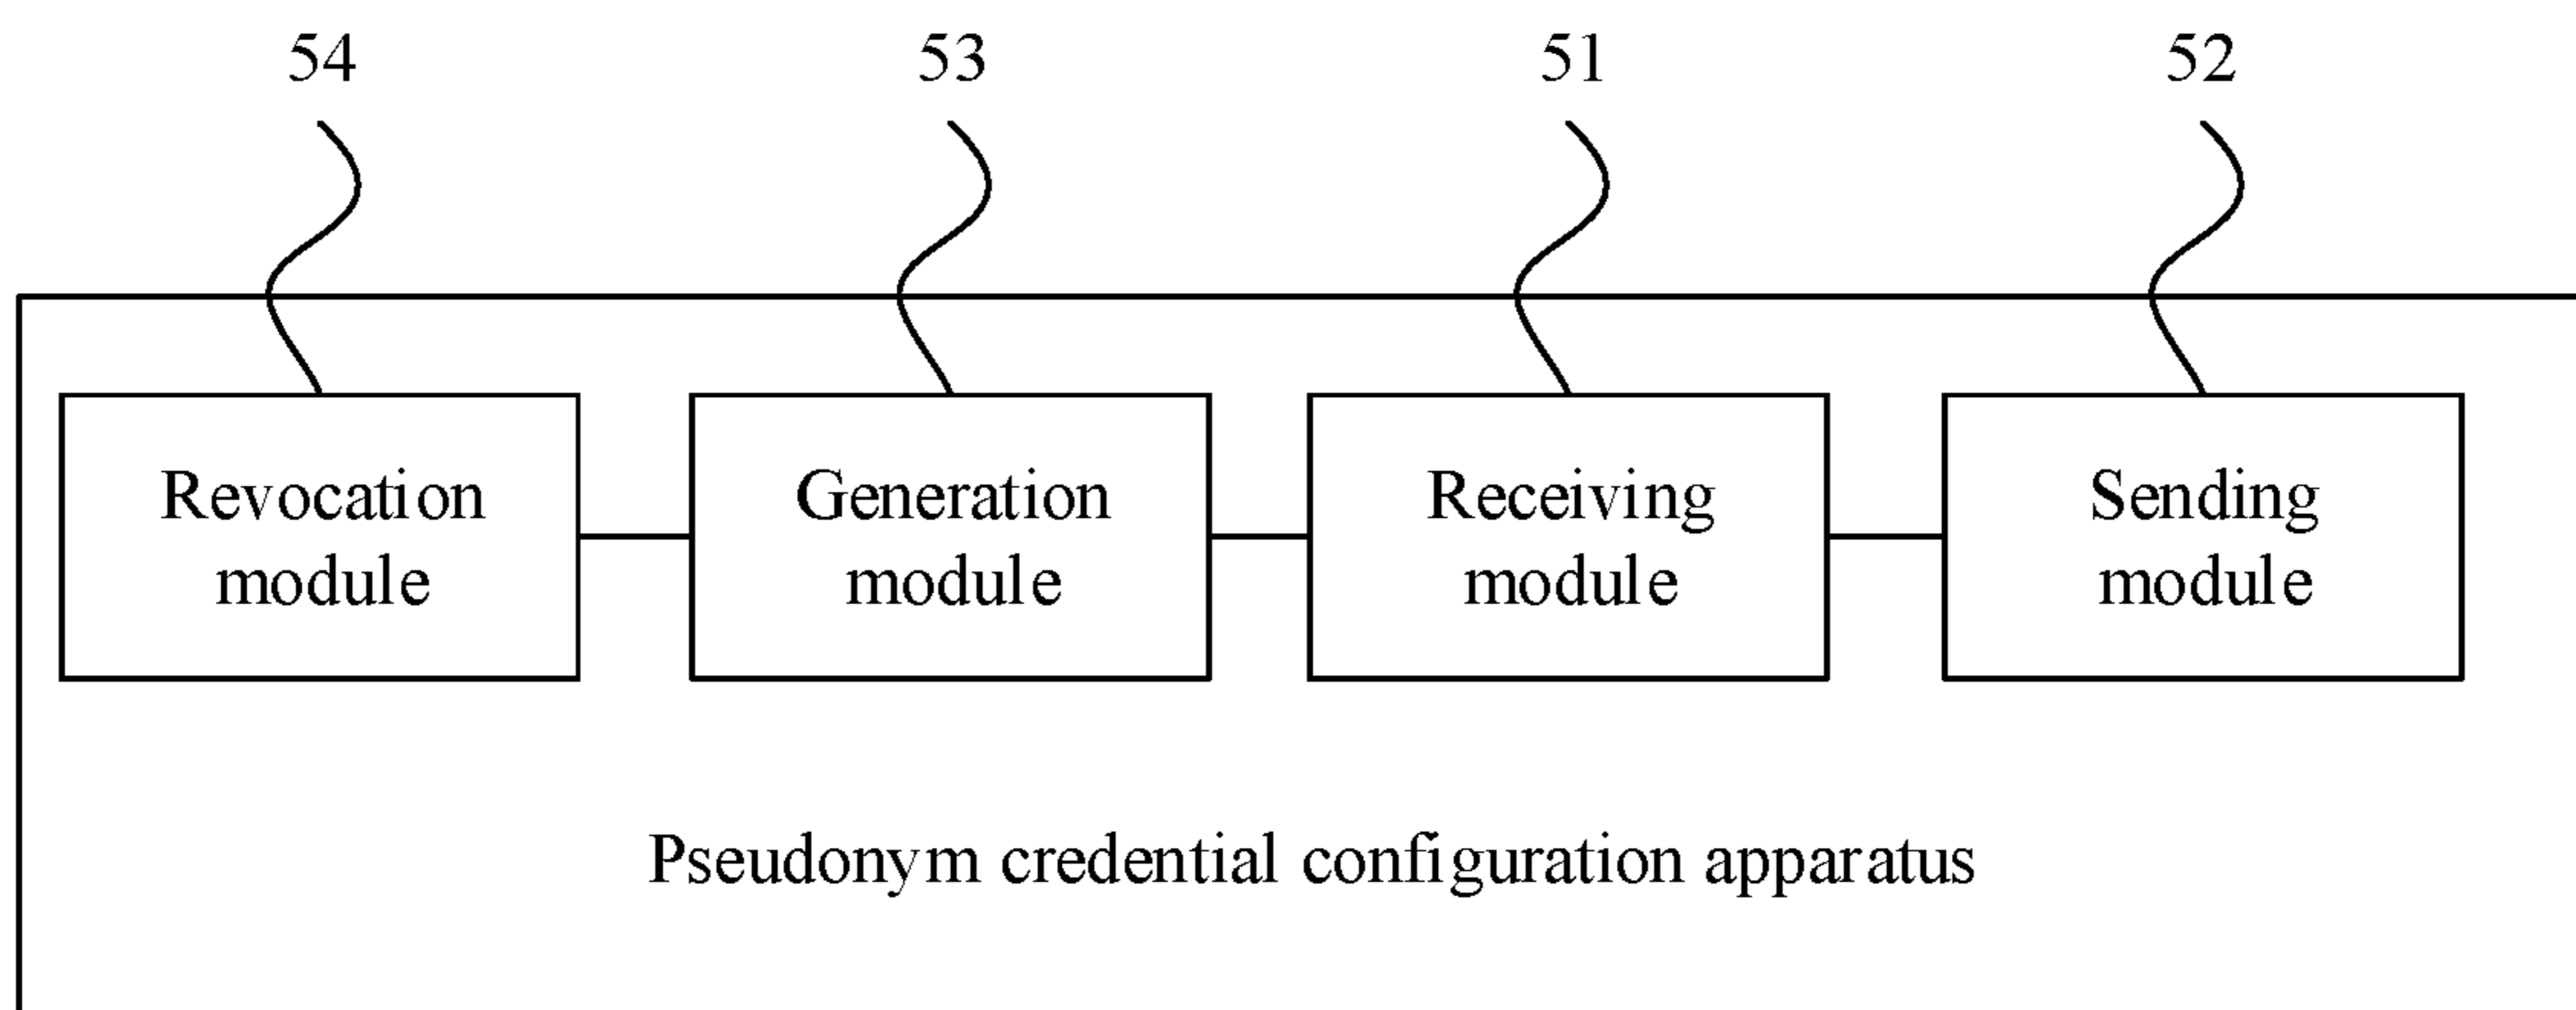 54
53
51
52
Revocation
module
Generation
module
Receiving
module
Sending
module
Pseudonym credential configuration apparatus